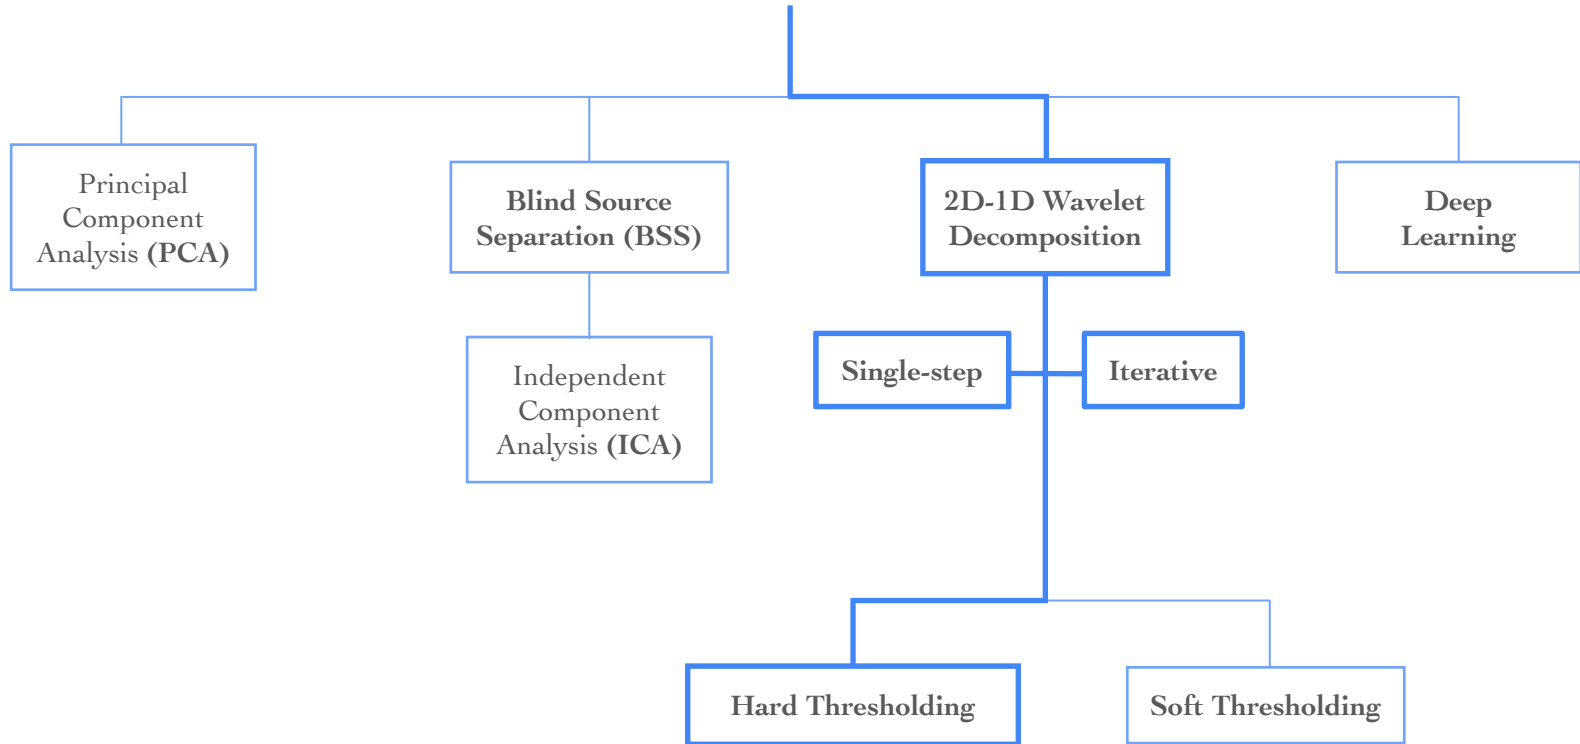 Principal
Component
Analysis (PCA)
Blind Source
Separation (BSS)
2D-1D Wavelet
Decomposition
Deep
Learning
Single-step
Iterative
Independent
Component
Analysis (ICA)
Hard Thresholding
Soft Thresholding